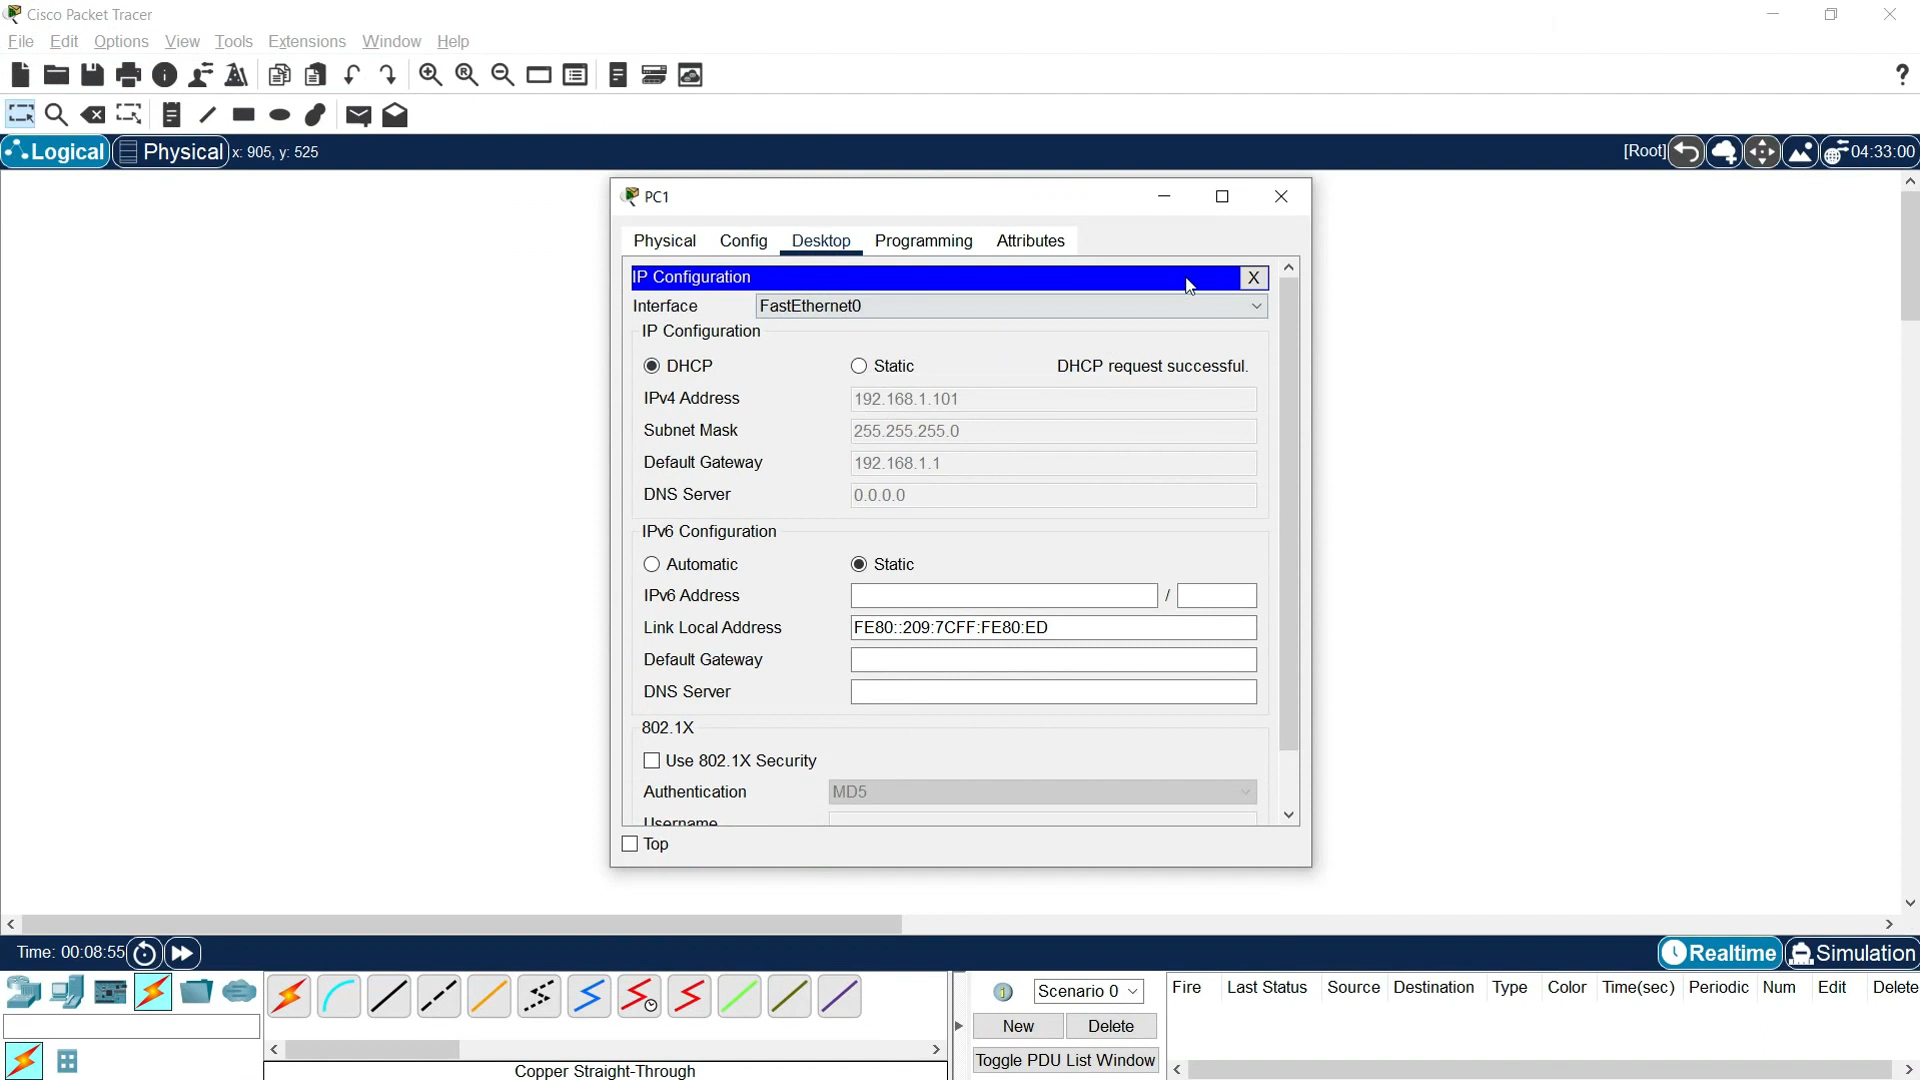 Cisco Packet Tracer
File Edit Options View Tools Extensions Window Help
?
Logical Physical x: 905, y: 525 [Root] 04:33:00
PC1
Physical Config Desktop Programming Attributes
IP Configuration X
Interface FastEthernet0
IP Configuration
DHCP Static DHCP request successful.
IPv4 Address 192.168.1.101
Subnet Mask 255.255.255.0
Default Gateway 192.168.1.1
DNS Server 0.0.0.0
IPv6 Configuration
Automatic Static
IPv6 Address /
Link Local Address FE80::209:7CFF:FE80:ED
Default Gateway
DNS Server
802.1X
Use 802.1X Security
Authentication MD5
Username
Top
Time: 00:08:55 Realtime Simulation
Scenario 0 Fire Last Status Source Destination Type Color Time(sec) Periodic Num Edit Delete
New Delete
Toggle PDU List Window
Copper Straight-Through